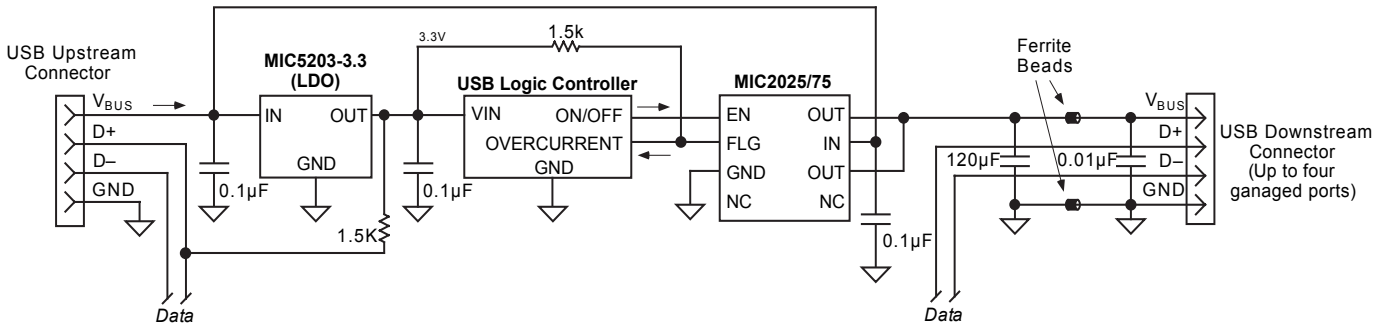 USB Upstream
Connector
VBUS
D+
D–
GND
Data
MIC5203-3.3
(LDO)
IN
OUT
GND
0.1µF
1.5K
3.3V
0.1µF
1.5k
USB Logic Controller
VIN
ON/OFF
OVERCURRENT
GND
MIC2025/75
EN
OUT
FLG
IN
GND
OUT
NC
NC
0.1µF
Ferrite
Beads
120µF
0.01µF
VBUS
D+
D–
GND
Data
USB Downstream
Connector
(Up to four
ganaged ports)